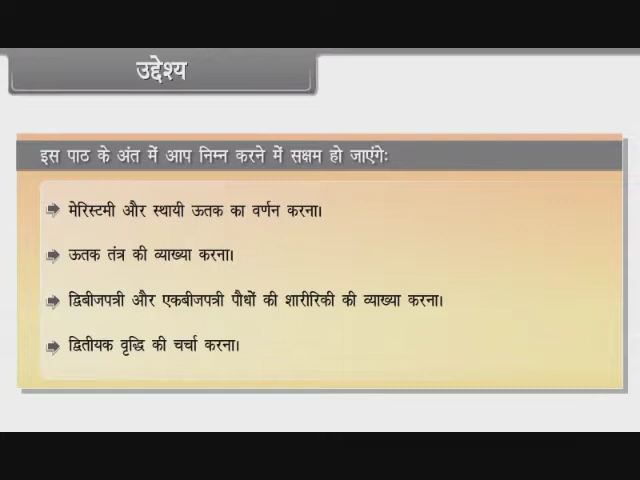 उद्देश्य
इस पाठ के अंत में आप निम्न करने में सक्षम हो जाएंगेः
मेरिस्टमी और स्थायी ऊतक का वर्णन करना।
ऊतक तंत्र की व्याख्या करना।
द्विबीजपत्री और एकबीजपत्री पौधों की शारीरिकी की व्याख्या करना।
द्वितीयक वृद्धि की चर्चा करना।